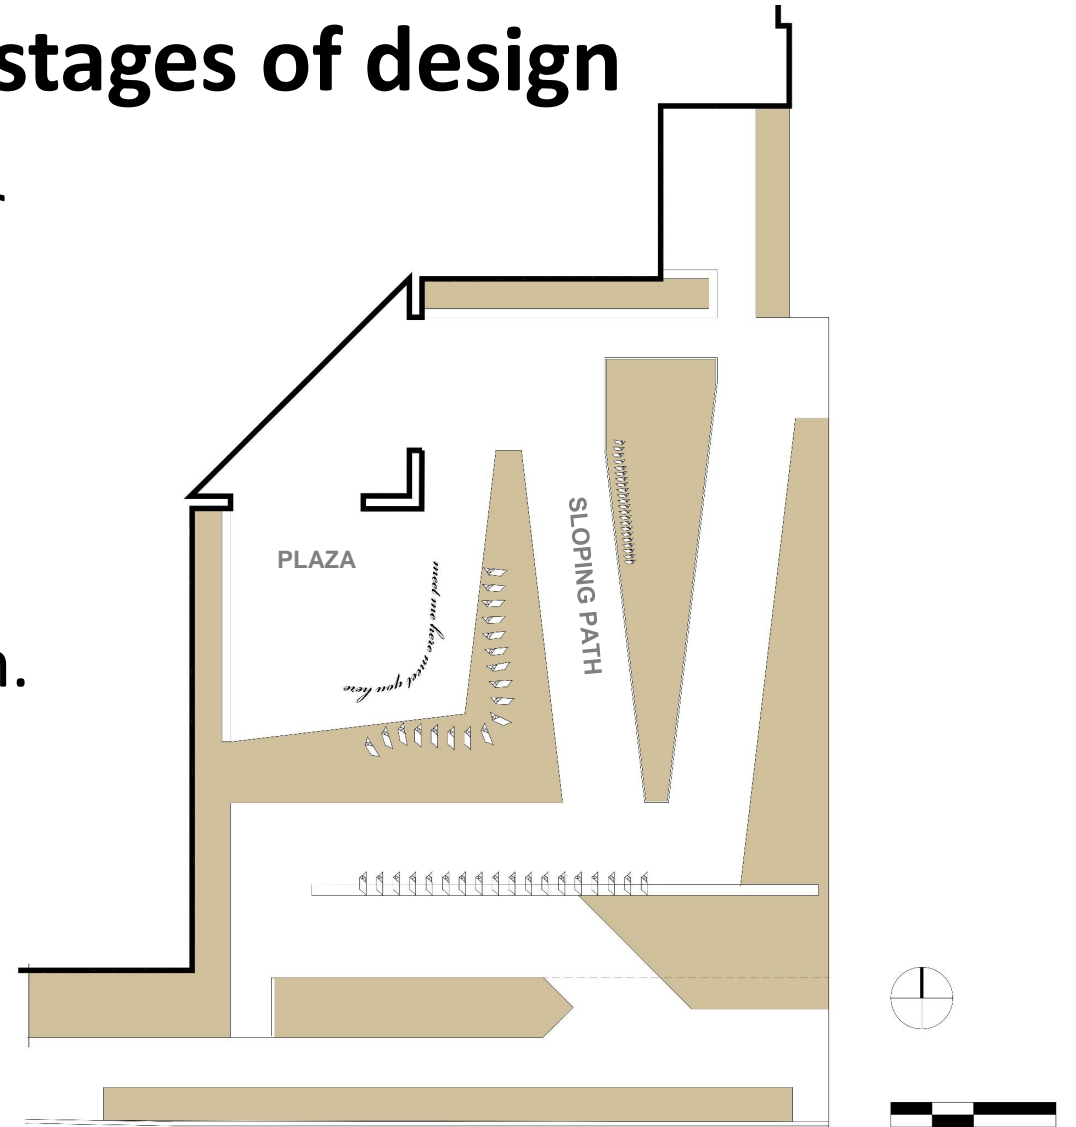 stages of design
n.
PLAZA
SLOPING PATH
meet me here meet you here